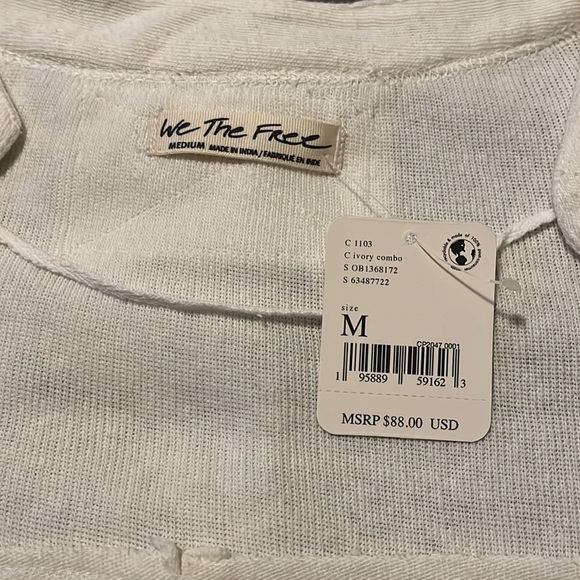 We The Free
MEDIUM MADE IN INDIA / FABRIQUÉ EN INDE
C 1103
C ivory combo
S OB1368172
S 63487722
size
M
CP2047 0001
1 95889 59162 3
MSRP $88.00 USD